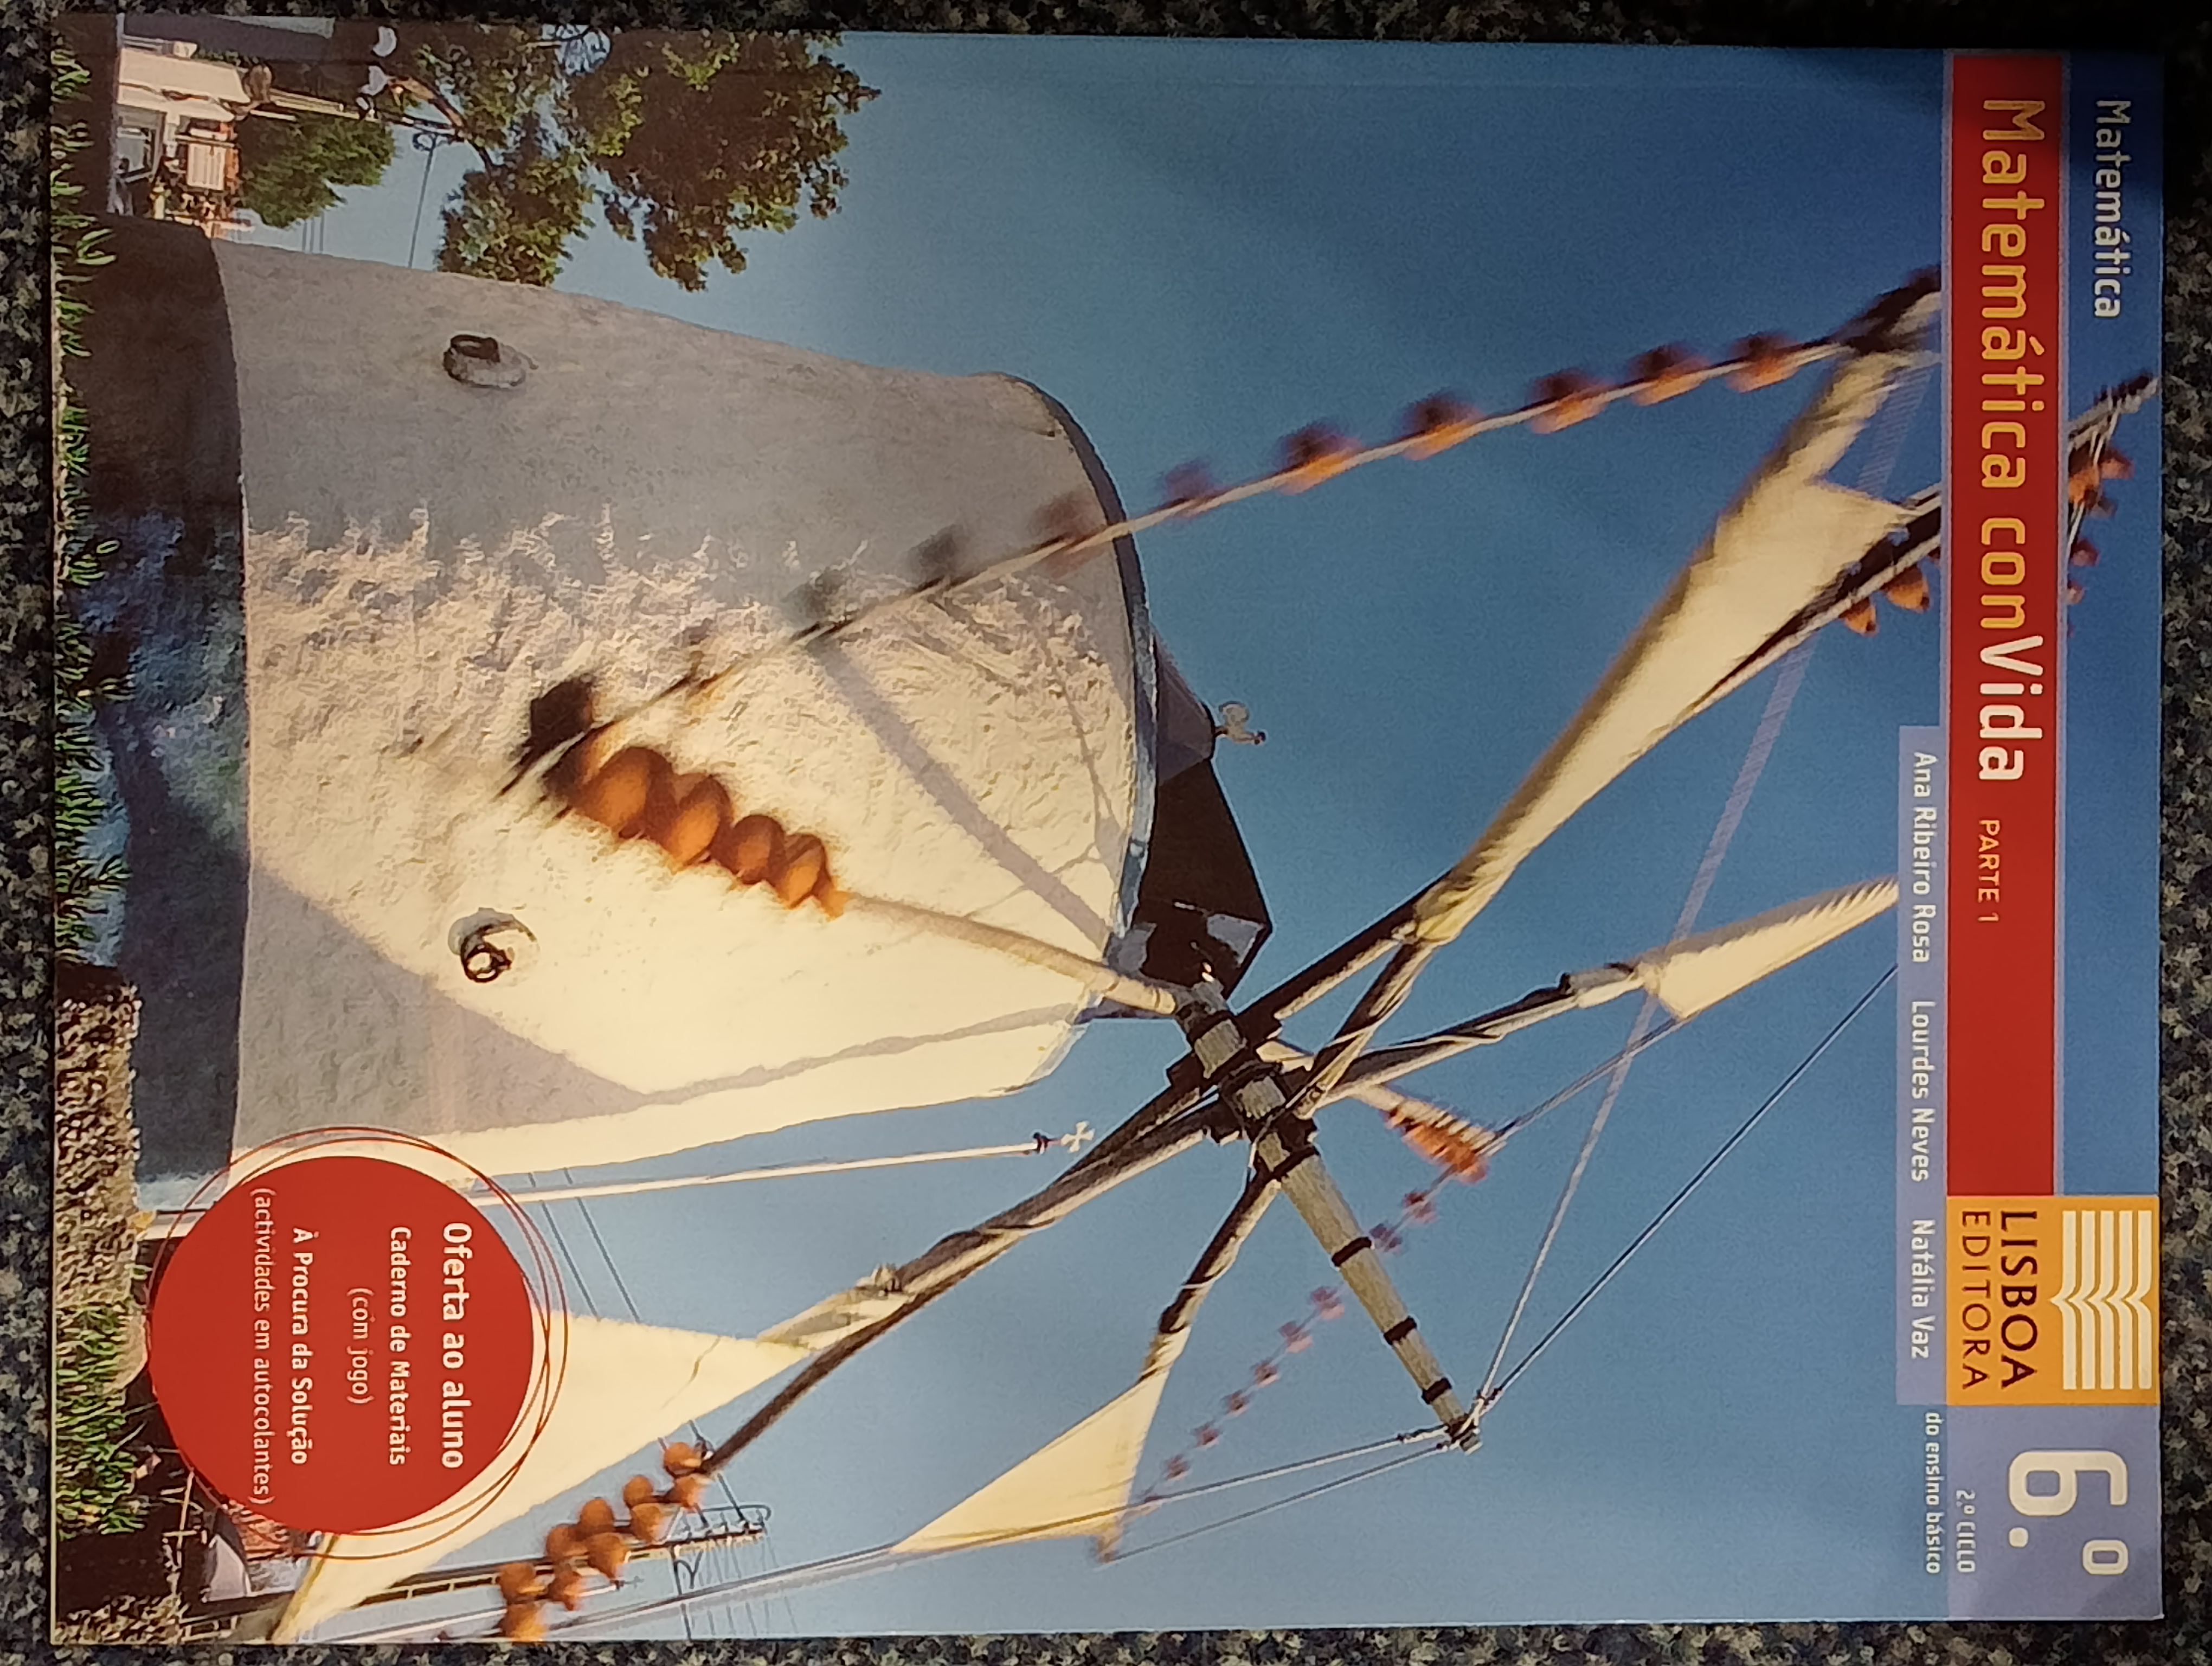 Matemática
Matemática conVida PARTE 1
LISBOA
EDITORA
6.º
2.º CICLO
do ensino básico
Ana Ribeiro Rosa Lourdes Neves Natália Vaz
Oferta ao aluno
Caderno de Materiais
(com jogo)
À Procura da Solução
(actividades em autocolantes)